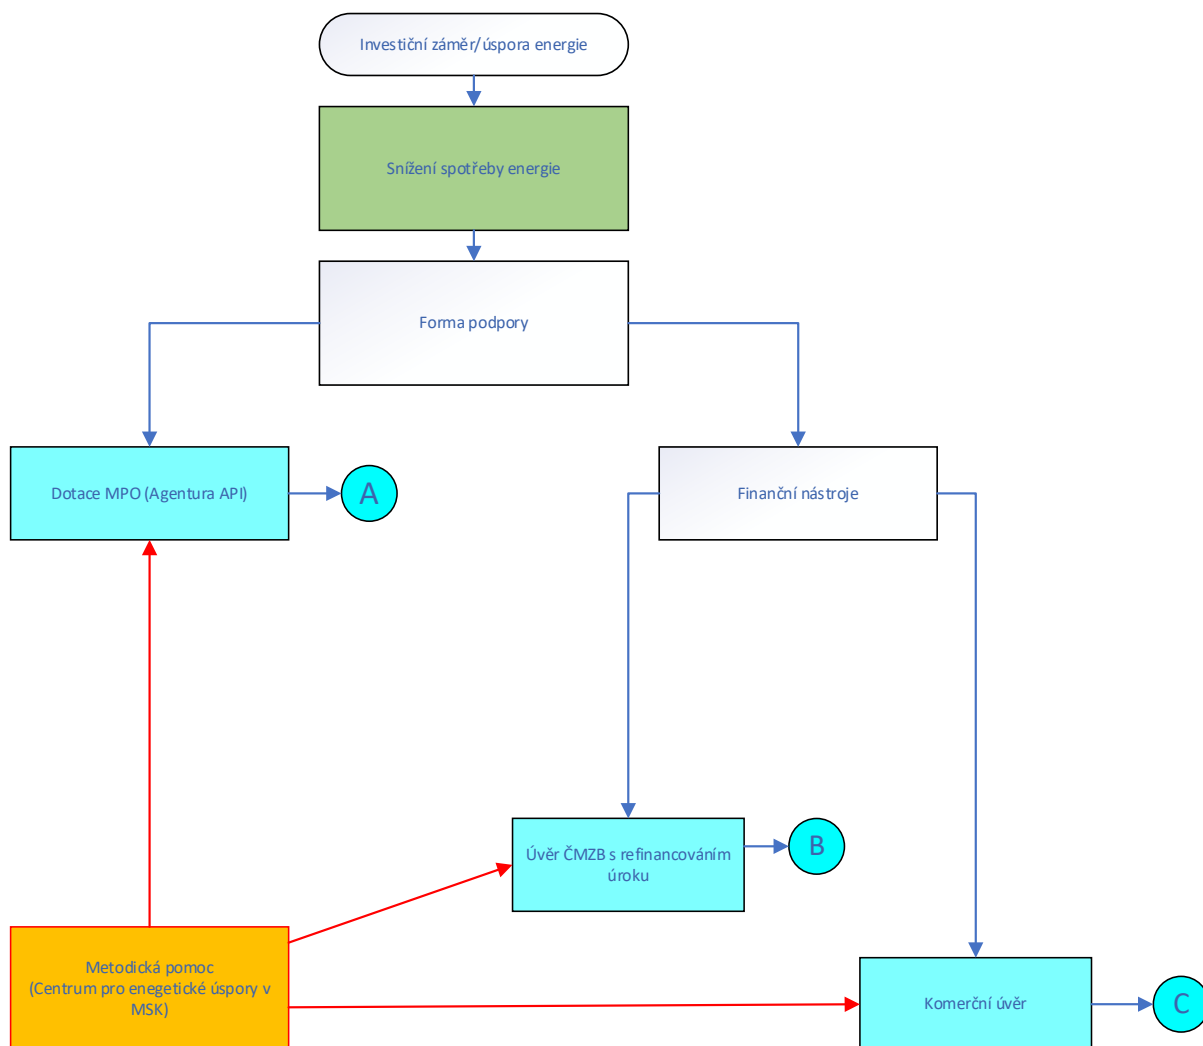 Investiční záměr/úspora energie
Snížení spotřeby energie
Forma podpory
Dotace MPO (Agentura API)
A
Finanční nástroje
Úvěr ČMZB s refinancováním
úroku
B
Metodická pomoc
(Centrum pro enegetické úspory v
MSK)
Komerční úvěr
C